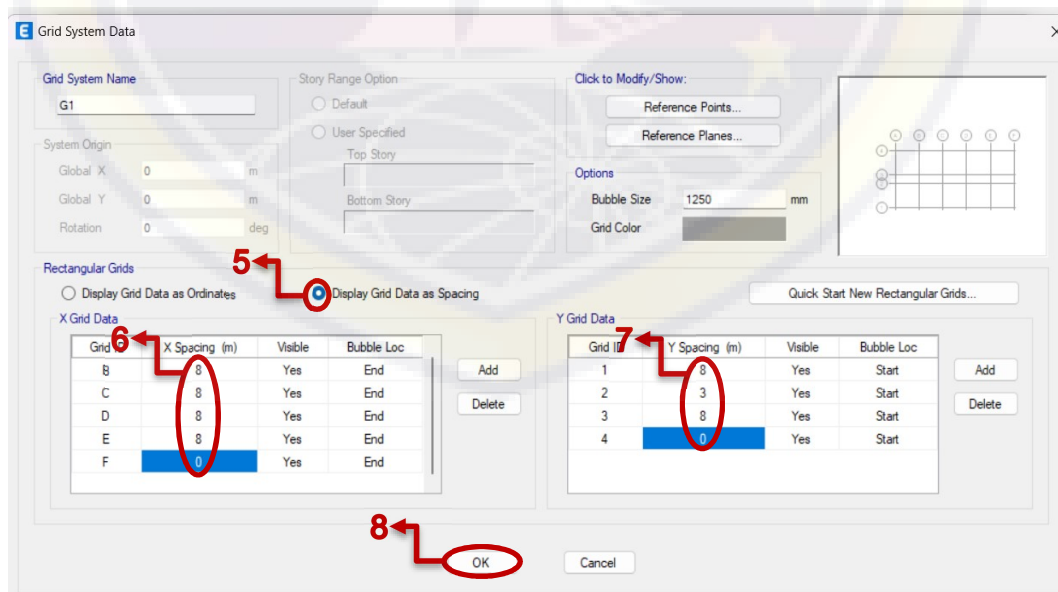 Grid System Data
Grid System Name
G1
System Origin
Global X 0 m
Global Y 0 m
Rotation 0 deg
Story Range Option
Default
User Specified
Top Story
Bottom Story
Click to Modify/Show:
Reference Points...
Reference Planes...
Options
Bubble Size 1250 mm
Grid Color
Rectangular Grids
5
Display Grid Data as Ordinates
Display Grid Data as Spacing
Quick Start New Rectangular Grids...
X Grid Data
6
Grid ID X Spacing (m) Visible Bubble Loc
B 8 Yes End
C 8 Yes End
D 8 Yes End
E 8 Yes End
F 0 Yes End
Add
Delete
Y Grid Data
7
Grid ID Y Spacing (m) Visible Bubble Loc
1 8 Yes Start
2 3 Yes Start
3 8 Yes Start
4 0 Yes Start
Add
Delete
8
OK
Cancel